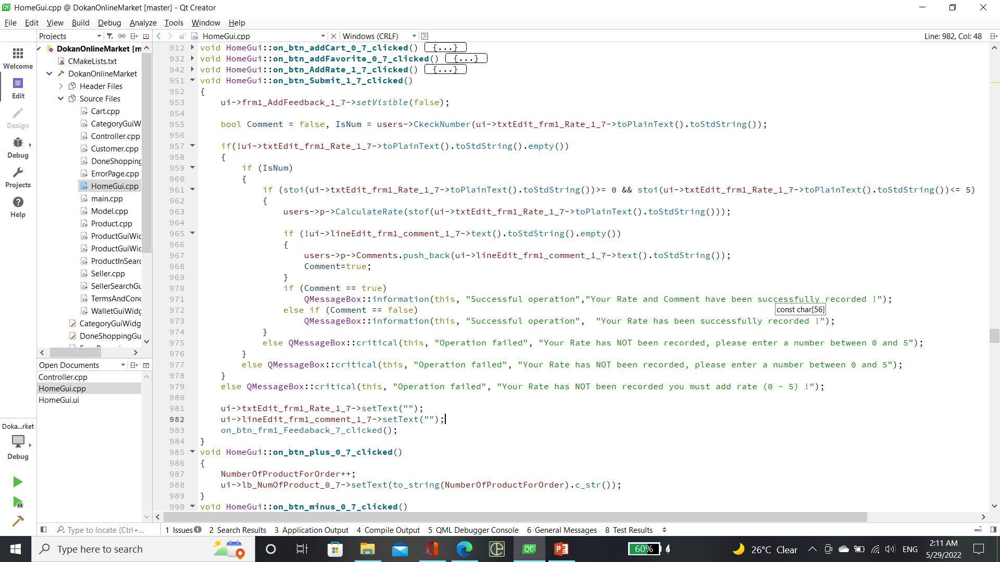 HomeGui.cpp @ DokanOnlineMarket [master] - Qt Creator
File Edit View Build Debug Analyze Tools Window Help
Projects
HomeGui.cpp
Windows (CRLF)
Line: 982, Col: 48
Welcome
Edit
Design
Debug
Projects
Help
Doka...rket
Debug
DokanOnlineMarket [m
CMakeLists.txt
DokanOnlineMarket
Header Files
Source Files
Cart.cpp
CategoryGuiW
Controller.cpp
Customer.cpp
DoneShopping
ErrorPage.cpp
HomeGui.cpp
main.cpp
Model.cpp
Product.cpp
ProductGuiWic
ProductGuiWic
ProductInSearc
Seller.cpp
SellerSearchGu
TermsAndCond
WalletGuiWidg
CategoryGuiWidg
DoneShoppingGu
Open Documents
Controller.cpp
HomeGui.cpp
HomeGui.ui
912 void HomeGui::on_btn_addCart_0_7_clicked() {...}
932 void HomeGui::on_btn_addFavorite_0_7_clicked() {...}
942 void HomeGui::on_btn_AddRate_1_7_clicked() {...}
951 void HomeGui::on_btn_Submit_1_7_clicked()
952 {
953 ui->frm1_AddFeedback_1_7->setVisible(false);
954
955 bool Comment = false, IsNum = users->CkeckNumber(ui->txtEdit_frm1_Rate_1_7->toPlainText().toStdString());
956
957 if(!ui->txtEdit_frm1_Rate_1_7->toPlainText().toStdString().empty())
958 {
959 if (IsNum)
960 {
961 if (stoi(ui->txtEdit_frm1_Rate_1_7->toPlainText().toStdString())>= 0 && stoi(ui->txtEdit_frm1_Rate_1_7->toPlainText().toStdString())<= 5)
962 {
963 users->p->CalculateRate(stof(ui->txtEdit_frm1_Rate_1_7->toPlainText().toStdString()));
964
965 if (!ui->lineEdit_frm1_comment_1_7->text().toStdString().empty())
966 {
967 users->p->Comments.push_back(ui->lineEdit_frm1_comment_1_7->text().toStdString());
968 Comment=true;
969 }
970 if (Comment == true)
971 QMessageBox::information(this, "Successful operation","Your Rate and Comment have been successfully recorded !");
972 else if (Comment == false)
const char[56]
973 QMessageBox::information(this, "Successful operation", "Your Rate has been successfully recorded !");
974 }
975 else QMessageBox::critical(this, "Operation failed", "Your Rate has NOT been recorded, please enter a number between 0 and 5");
976 }
977 else QMessageBox::critical(this, "Operation failed", "Your Rate has NOT been recorded, please enter a number between 0 and 5");
978 }
979 else QMessageBox::critical(this, "Operation failed", "Your Rate has NOT been recorded you must add rate (0 ~ 5) !");
980
981 ui->txtEdit_frm1_Rate_1_7->setText("");
982 ui->lineEdit_frm1_comment_1_7->setText("");
983 on_btn_frm1_Feedaback_7_clicked();
984 }
985 void HomeGui::on_btn_plus_0_7_clicked()
986 {
987 NumberOfProductForOrder++;
988 ui->lb_NumOfProduct_0_7->setText(to_string(NumberOfProductForOrder).c_str());
989 }
990 void HomeGui::on_btn_minus_0_7_clicked()
Type to locate (Ctrl+...
1 Issues 1 2 Search Results 3 Application Output 4 Compile Output 5 QML Debugger Console 6 General Messages 8 Test Results
Type here to search
60%
26°C Clear
ENG
2:11 AM
5/29/2022